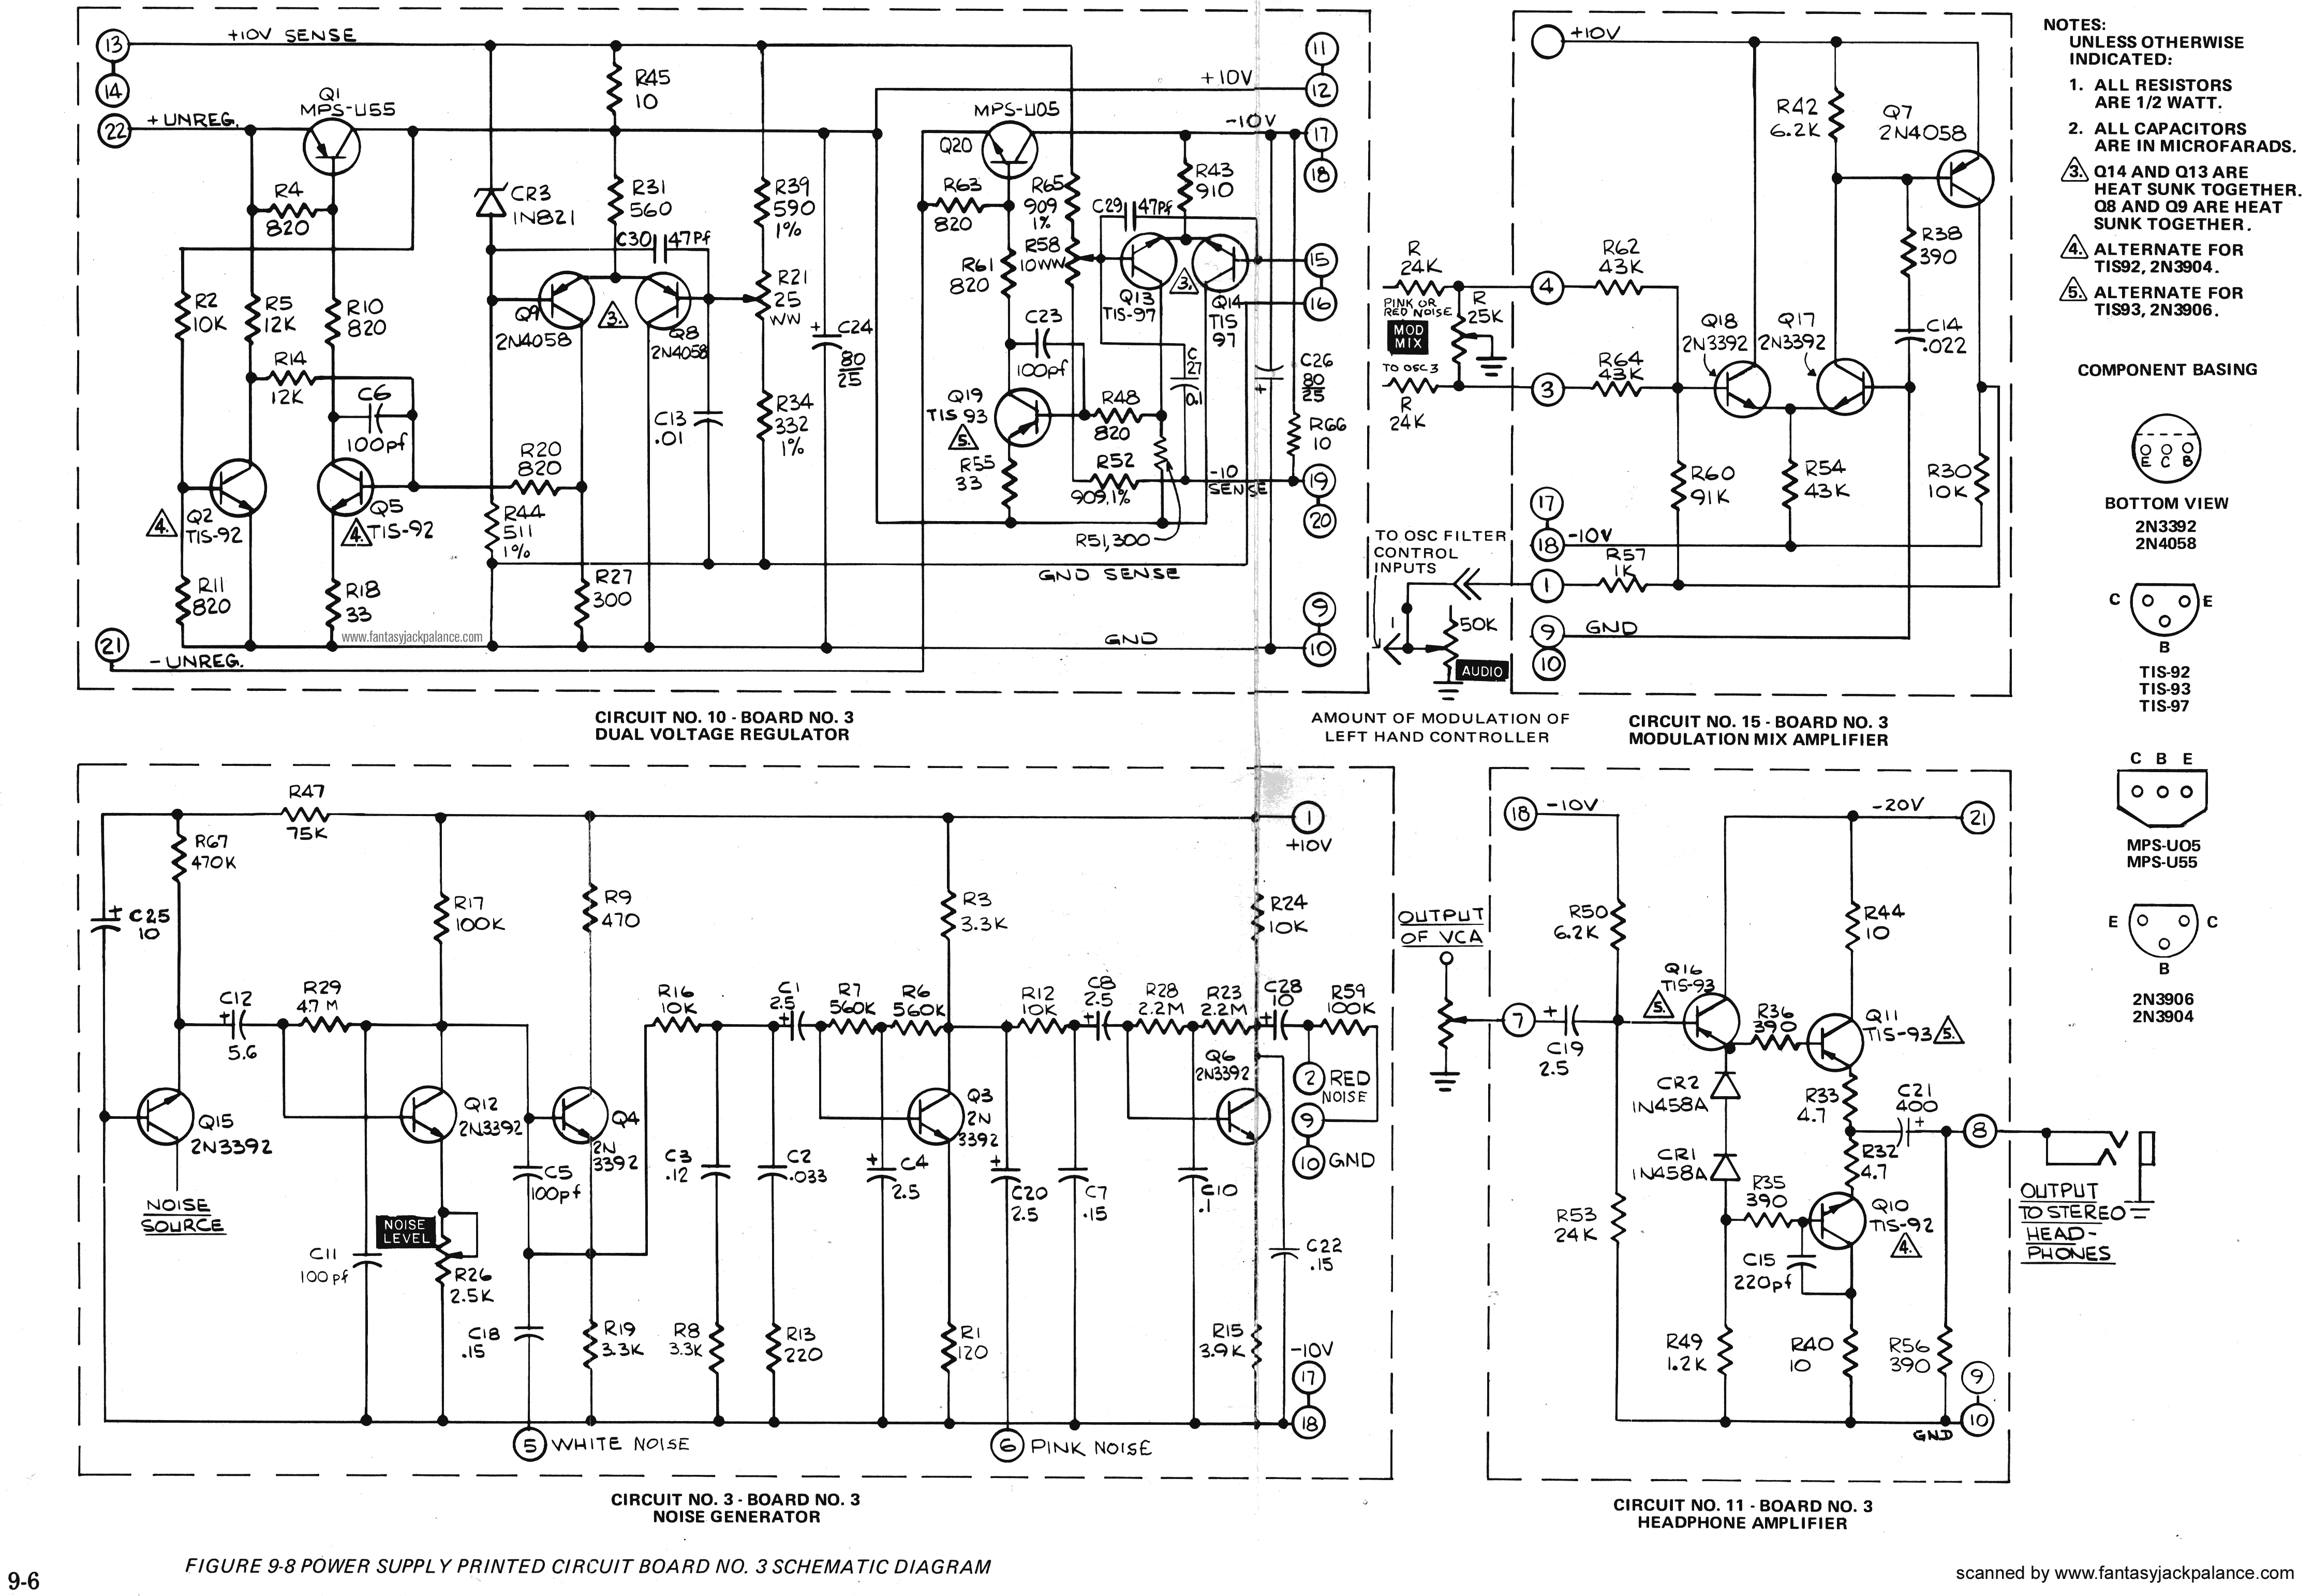 13
14
22
21
+10V SENSE
+ UNREG.
- UNREG.
Q1
MPS-U55
R4
820
R2
10K
R5
12K
R10
820
R14
12K
C6
100pf
Q2
TIS-92
4.
Q5
TIS-92
4.
R11
820
R18
33
www.fantasyjackpalance.com
R45
10
CR3
1N821
R31
560
C30
47Pf
R39
590
1%
R21
25
WW
Q9
2N4058
3.
Q8
2N4058
C13
.01
R34
332
1%
R20
820
R44
511
1%
R27
300
+ C24
80
25
GND SENSE
GND
MPS-U05
Q20
+10V
-10V
R63
820
R65
909
1%
R58
10WW
R61
820
C29
47Pf
R43
910
Q13
TIS-97
3.
Q14
TIS
97
C23
100pf
Q19
TIS 93
5.
R48
820
C
27
0.1
C26
80
25
+
R66
10
R55
33
R52
909,1%
-10
SENSE
R51,300
11
12
17
18
15
16
19
20
9
10
CIRCUIT NO. 10 - BOARD NO. 3
DUAL VOLTAGE REGULATOR
R
24K
PINK OR
RED NOISE
MOD
MIX
R
25K
TO OSC 3
R
24K
TO OSC FILTER
CONTROL
INPUTS
50K
AUDIO
AMOUNT OF MODULATION OF
LEFT HAND CONTROLLER
+10V
R42
6.2K
Q7
2N4058
R62
43K
R38
390
Q18
2N3392
Q17
2N3392
C14
.022
R64
43K
R60
91K
R54
43K
R30
10K
-10V
R57
1K
GND
4
3
17
18
1
9
10
CIRCUIT NO. 15 - BOARD NO. 3
MODULATION MIX AMPLIFIER
NOTES:
UNLESS OTHERWISE
INDICATED:
1. ALL RESISTORS
ARE 1/2 WATT.
2. ALL CAPACITORS
ARE IN MICROFARADS.
3. Q14 AND Q13 ARE
HEAT SUNK TOGETHER.
Q8 AND Q9 ARE HEAT
SUNK TOGETHER.
4. ALTERNATE FOR
TIS92, 2N3904.
5. ALTERNATE FOR
TIS93, 2N3906.
COMPONENT BASING
E C B
BOTTOM VIEW
2N3392
2N4058
C E
B
TIS-92
TIS-93
TIS-97
C B E
MPS-U05
MPS-U55
E C
B
2N3906
2N3904
R47
75K
R67
470K
+ C25
10
R17
100K
R9
470
R3
3.3K
R24
10K
1
+10V
C12
+
5.6
R29
4.7 M
R16
10K
C1
2.5
+
R7
560K
R6
560K
R12
10K
C8
2.5
+
R28
2.2M
R23
2.2M
C28
10
+
R59
100K
Q15
2N3392
NOISE
SOURCE
Q12
2N3392
Q4
2N
3392
Q3
2N
3392
Q6
2N3392
2 RED
NOISE
9
10 GND
C5
100pf
C3
.12
C2
.033
+ C4
2.5
+
C20
2.5
C7
.15
C10
.1
NOISE
LEVEL
C11
100pf
R26
2.5K
C22
.15
C18
.15
R19
3.3K
R8
3.3K
R13
220
R1
120
R15
3.9K
-10V
17
18
5 WHITE NOISE
6 PINK NOISE
CIRCUIT NO. 3 - BOARD NO. 3
NOISE GENERATOR
OUTPUT
OF VCA
18 -10V
-20V 21
R50
6.2K
R44
10
Q16
TIS-93
5.
R36
390
Q11
TIS-93 5.
7
+
C19
2.5
CR2
1N458A
R33
4.7
C21
400
+
8
CR1
1N458A
R32
4.7
R35
390
Q10
TIS-92
4.
R53
24K
C15
220pf
R49
1.2K
R40
10
R56
390
9
10
GND
OUTPUT
TO STEREO
HEAD-
PHONES
CIRCUIT NO. 11 - BOARD NO. 3
HEADPHONE AMPLIFIER
FIGURE 9-8 POWER SUPPLY PRINTED CIRCUIT BOARD NO. 3 SCHEMATIC DIAGRAM
9-6
scanned by www.fantasyjackpalance.com